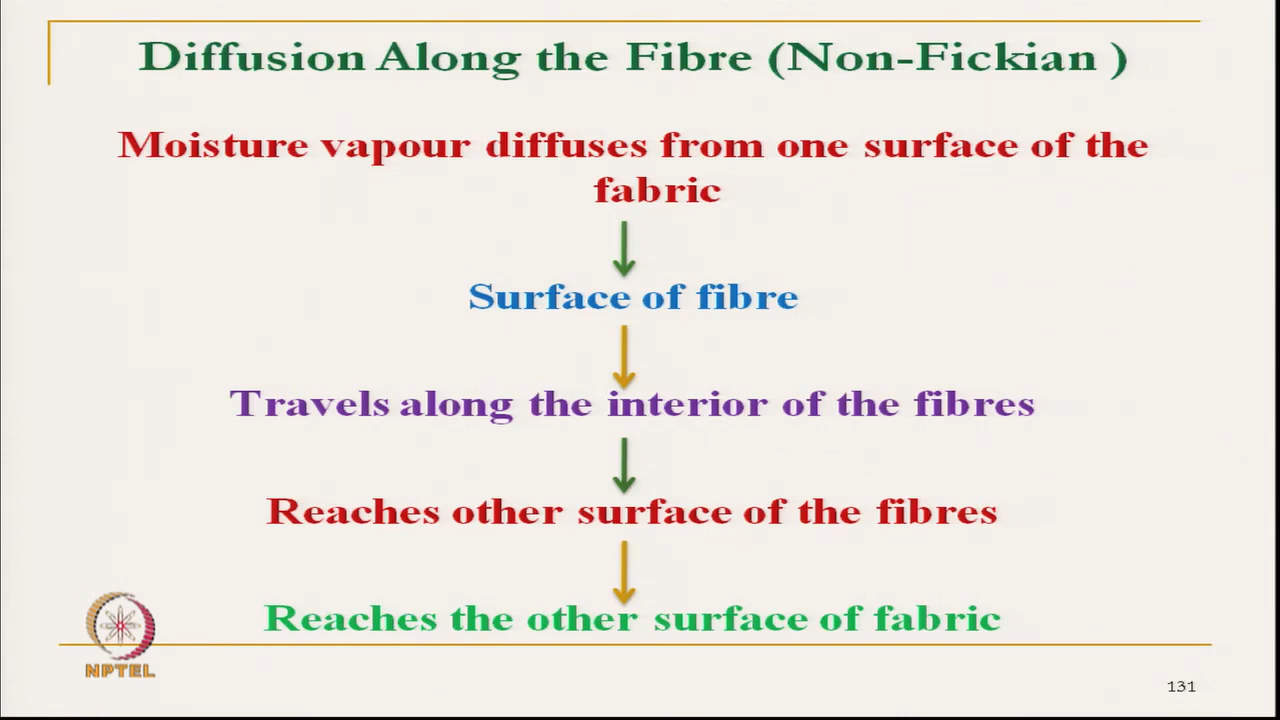 Diffusion Along the Fibre (Non-Fickian )
Moisture vapour diffuses from one surface of the
fabric
Surface of fibre
Travels along the interior of the fibres
Reaches other surface of the fibres
Reaches the other surface of fabric
NPTEL
131